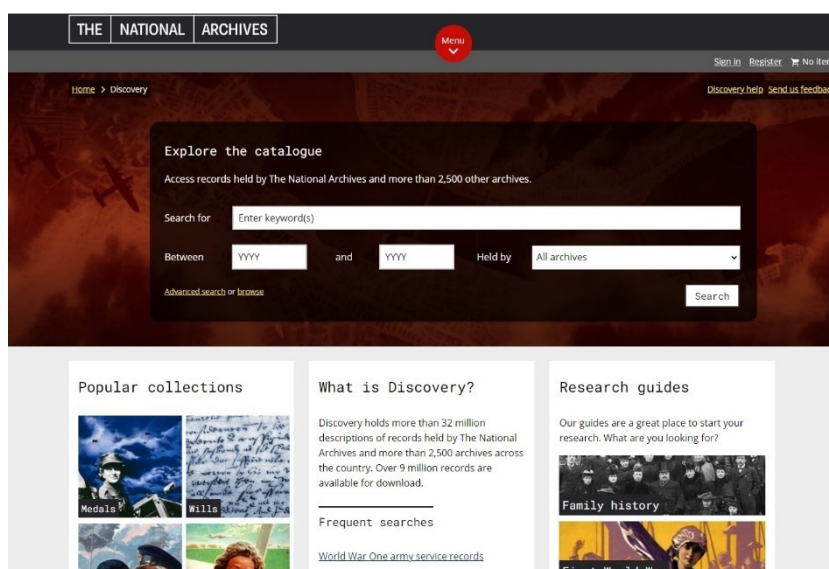 THE NATIONAL ARCHIVES
Menu
Sign in Register No item
Home > Discovery
Discovery help Send us feedbac
Explore the catalogue
Access records held by The National Archives and more than 2,500 other archives.
Search for Enter keyword(s)
Between YYYY and YYYY Held by All archives
Advanced search or browse
Search
Popular collections
Medals Wills
What is Discovery?
Discovery holds more than 32 million
descriptions of records held by The National
Archives and more than 2,500 archives across
the country. Over 9 million records are
available for download.
Frequent searches
World War One army service records
Research guides
Our guides are a great place to start your
research. What are you looking for?
Family history